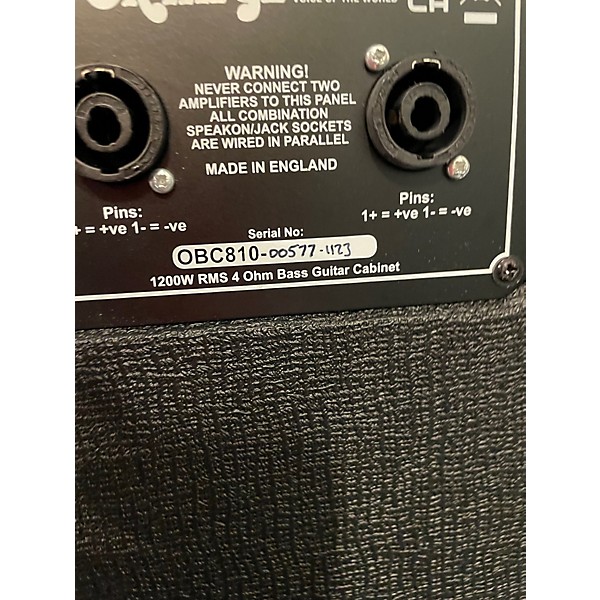 VOICE OF THE WORLD
WARNING!
NEVER CONNECT TWO
AMPLIFIERS TO THIS PANEL
ALL COMBINATION
SPEAKON/JACK SOCKETS
ARE WIRED IN PARALLEL
MADE IN ENGLAND
Pins:
+ = +ve 1- = -ve
Pins:
1+ = +ve 1- = -ve
Serial No:
OBC810-00577-1123
1200W RMS 4 Ohm Bass Guitar Cabinet